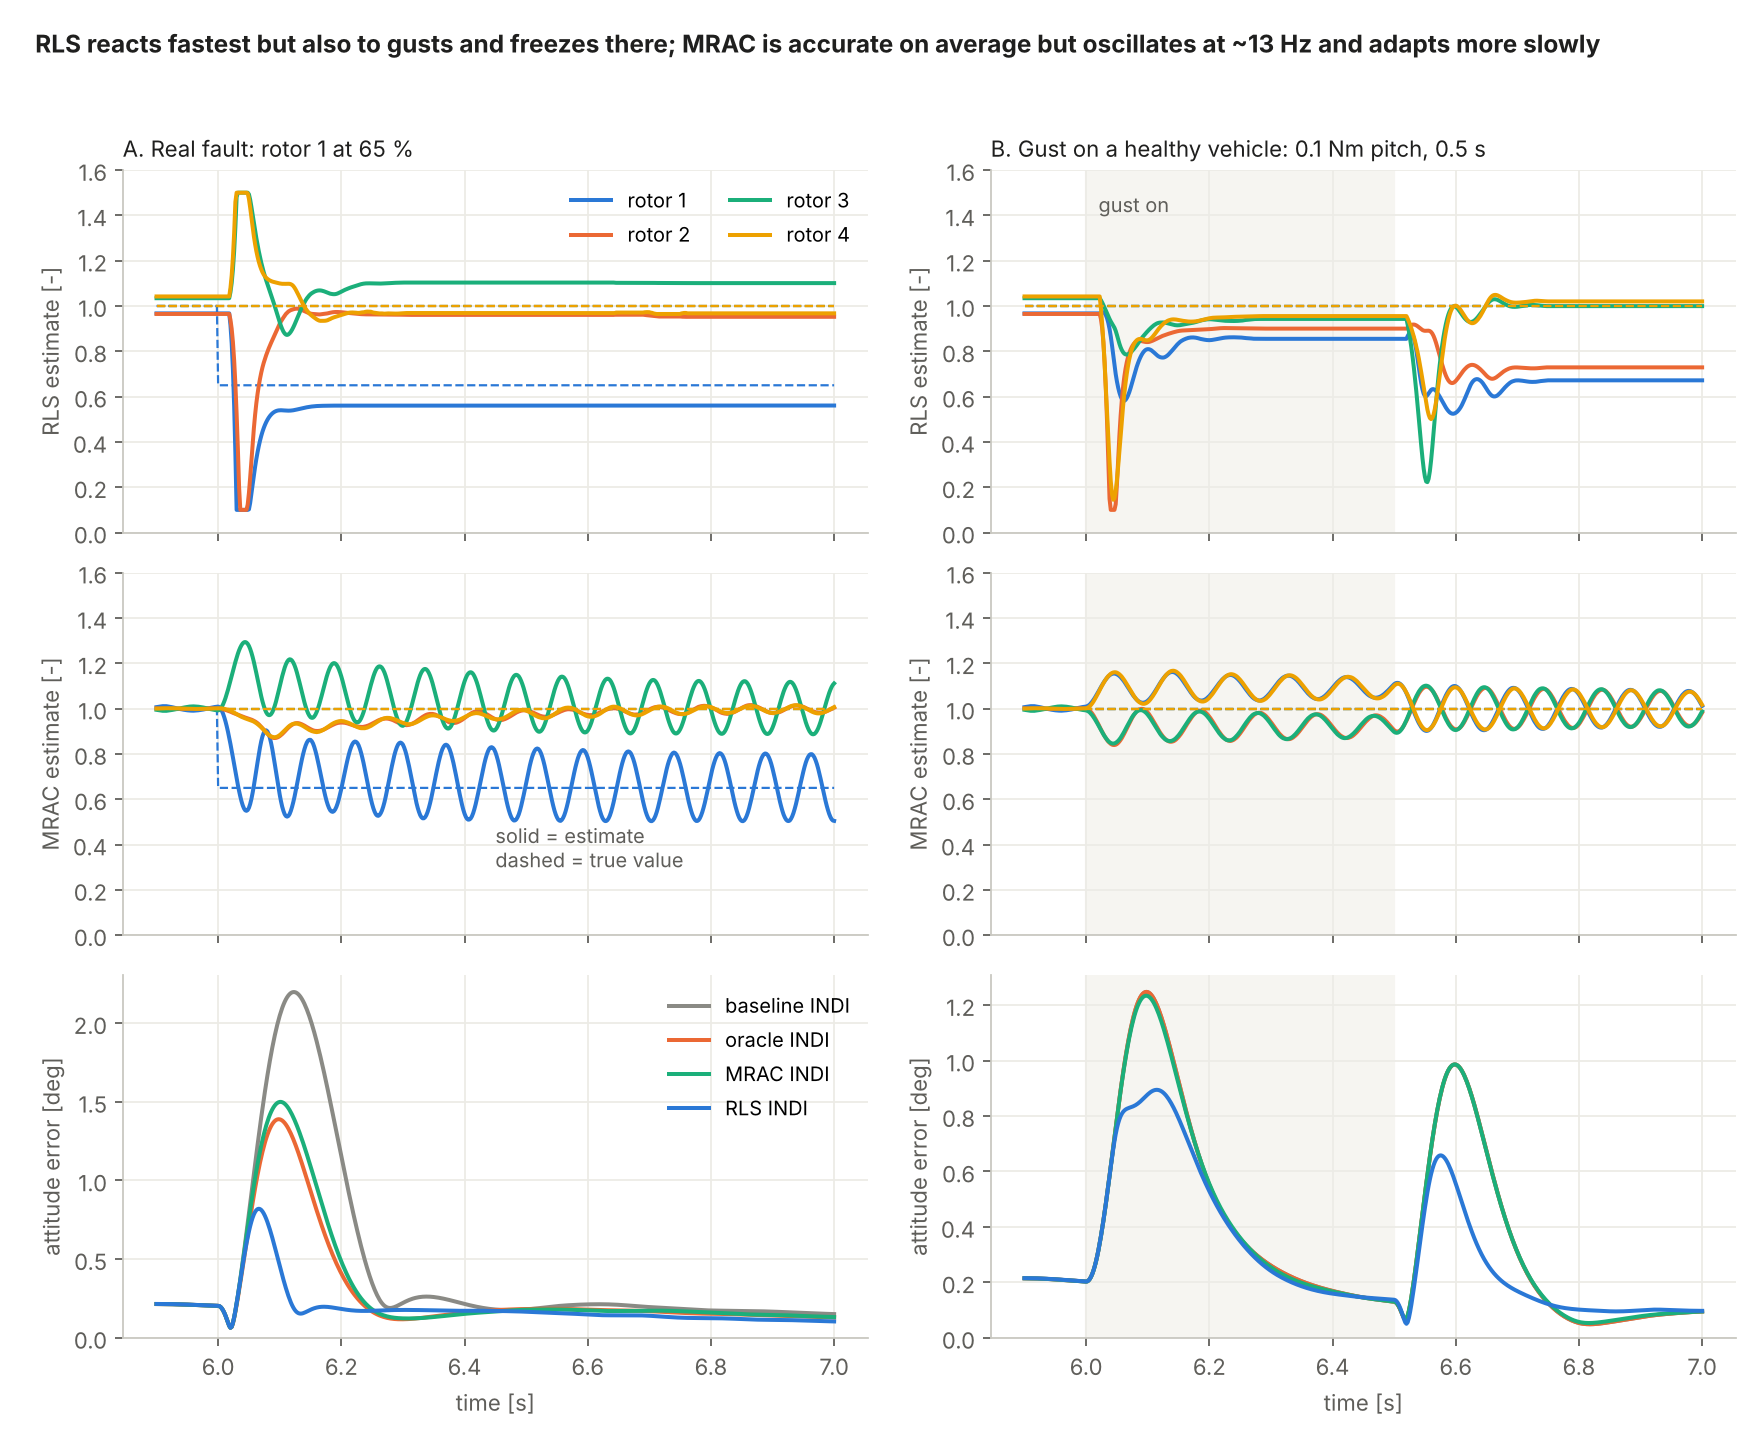 RLS reacts fastest but also to gusts and freezes there; MRAC is accurate on average but oscillates at ~13 Hz and adapts more slowly
A. Real fault: rotor 1 at 65 %
RLS estimate [-]
1.6
1.4
1.2
1.0
0.8
0.6
0.4
0.2
0.0
rotor 1
rotor 2
rotor 3
rotor 4
B. Gust on a healthy vehicle: 0.1 Nm pitch, 0.5 s
RLS estimate [-]
1.6
1.4
1.2
1.0
0.8
0.6
0.4
0.2
0.0
gust on
MRAC estimate [-]
1.6
1.4
1.2
1.0
0.8
0.6
0.4
0.2
0.0
solid = estimate
dashed = true value
MRAC estimate [-]
1.6
1.4
1.2
1.0
0.8
0.6
0.4
0.2
0.0
attitude error [deg]
2.0
1.5
1.0
0.5
0.0
baseline INDI
oracle INDI
MRAC INDI
RLS INDI
6.0 6.2 6.4 6.6 6.8 7.0
time [s]
attitude error [deg]
1.2
1.0
0.8
0.6
0.4
0.2
0.0
6.0 6.2 6.4 6.6 6.8 7.0
time [s]